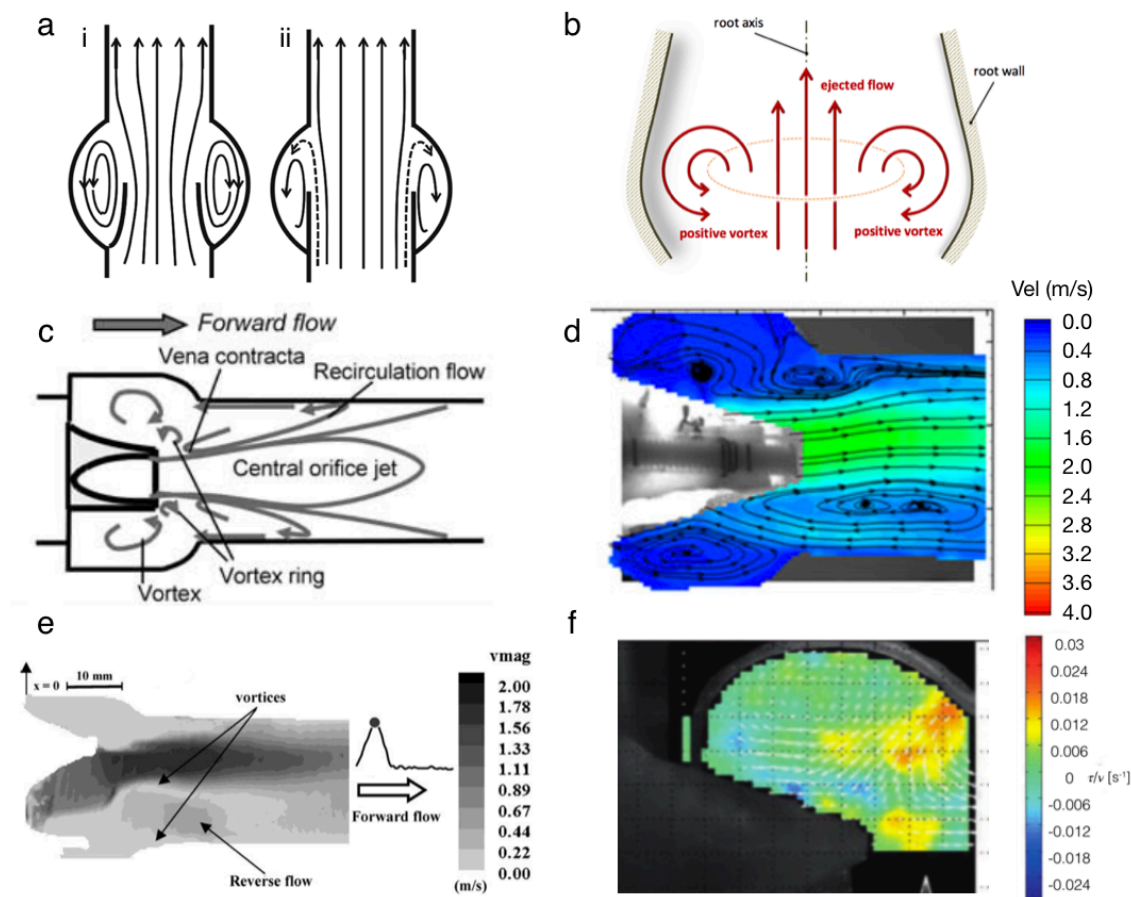 a
i
ii
b
root axis
root wall
ejected flow
positive vortex
positive vortex
c
Forward flow
Vena contracta
Recirculation flow
Central orifice jet
Vortex ring
Vortex
d
Vel (m/s)
0.0
0.4
0.8
1.2
1.6
2.0
2.4
2.8
3.2
3.6
4.0
e
x = 0
10 mm
vortices
Reverse flow
Forward flow
vmag
2.00
1.78
1.56
1.33
1.11
0.89
0.67
0.44
0.22
0.00
(m/s)
f
0.03
0.024
0.018
0.012
0.006
0
-0.006
-0.012
-0.018
-0.024
τ/ν [s⁻¹]